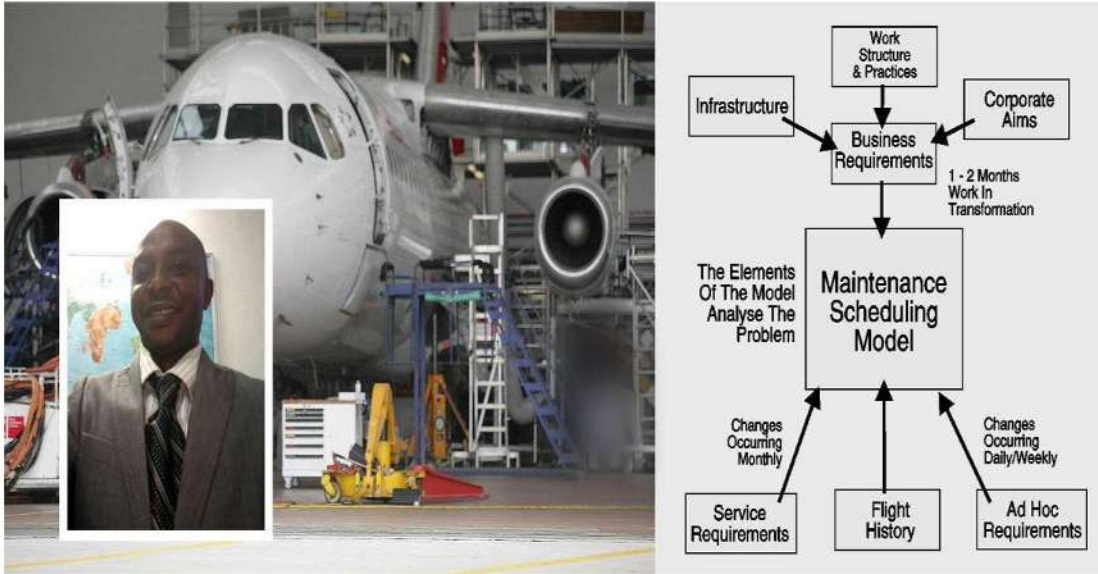 Work
Structure
& Practices
Infrastructure
Corporate
Aims
Business
Requirements
1 - 2 Months
Work In
Transformation
The Elements
Of The Model
Analyse The
Problem
Maintenance
Scheduling
Model
Changes
Occurring
Monthly
Changes
Occurring
Daily/Weekly
Service
Requirements
Flight
History
Ad Hoc
Requirements